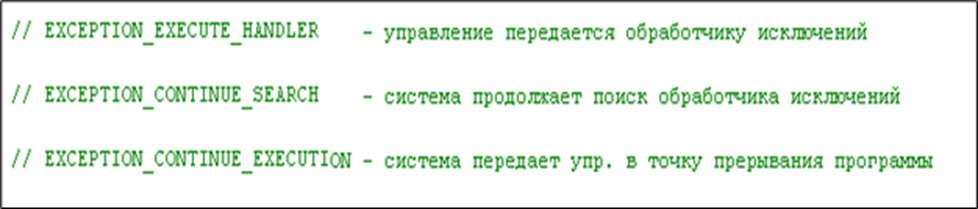 // EXCEPTION_EXECUTE_HANDLER - управление передается обработчику исключений
// EXCEPTION_CONTINUE_SEARCH - система продолжает поиск обработчика исключений
// EXCEPTION_CONTINUE_EXECUTION - система передает упр. в точку прерывания программы